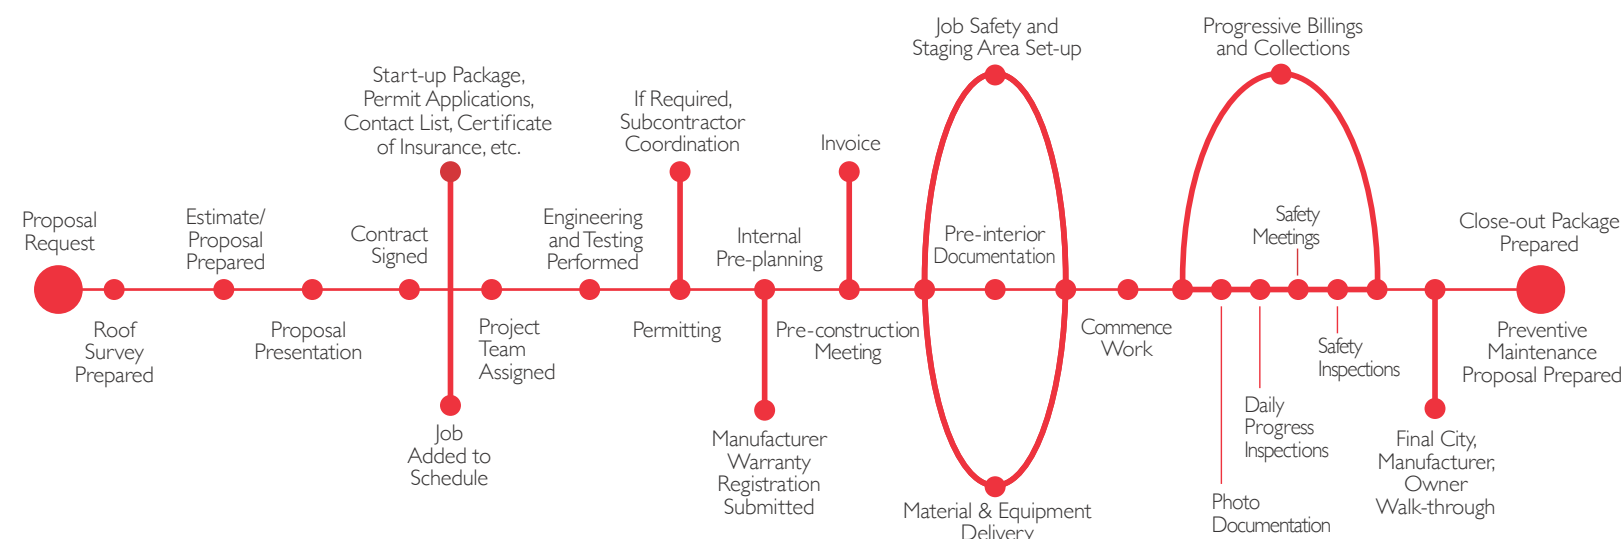 Proposal
Request
Roof
Survey
Prepared
Estimate/
Proposal
Prepared
Proposal
Presentation
Contract
Signed
Start-up Package,
Permit Applications,
Contact List, Certificate
of Insurance, etc.
Job
Added to
Schedule
Project
Team
Assigned
Engineering
and Testing
Performed
If Required,
Subcontractor
Coordination
Permitting
Internal
Pre-planning
Manufacturer
Warranty
Registration
Submitted
Invoice
Pre-construction
Meeting
Job Safety and
Staging Area Set-up
Pre-interior
Documentation
Material & Equipment
Delivery
Commence
Work
Progressive Billings
and Collections
Photo
Documentation
Daily
Progress
Inspections
Safety
Meetings
Safety
Inspections
Final City,
Manufacturer,
Owner
Walk-through
Close-out Package
Prepared
Preventive
Maintenance
Proposal Prepared